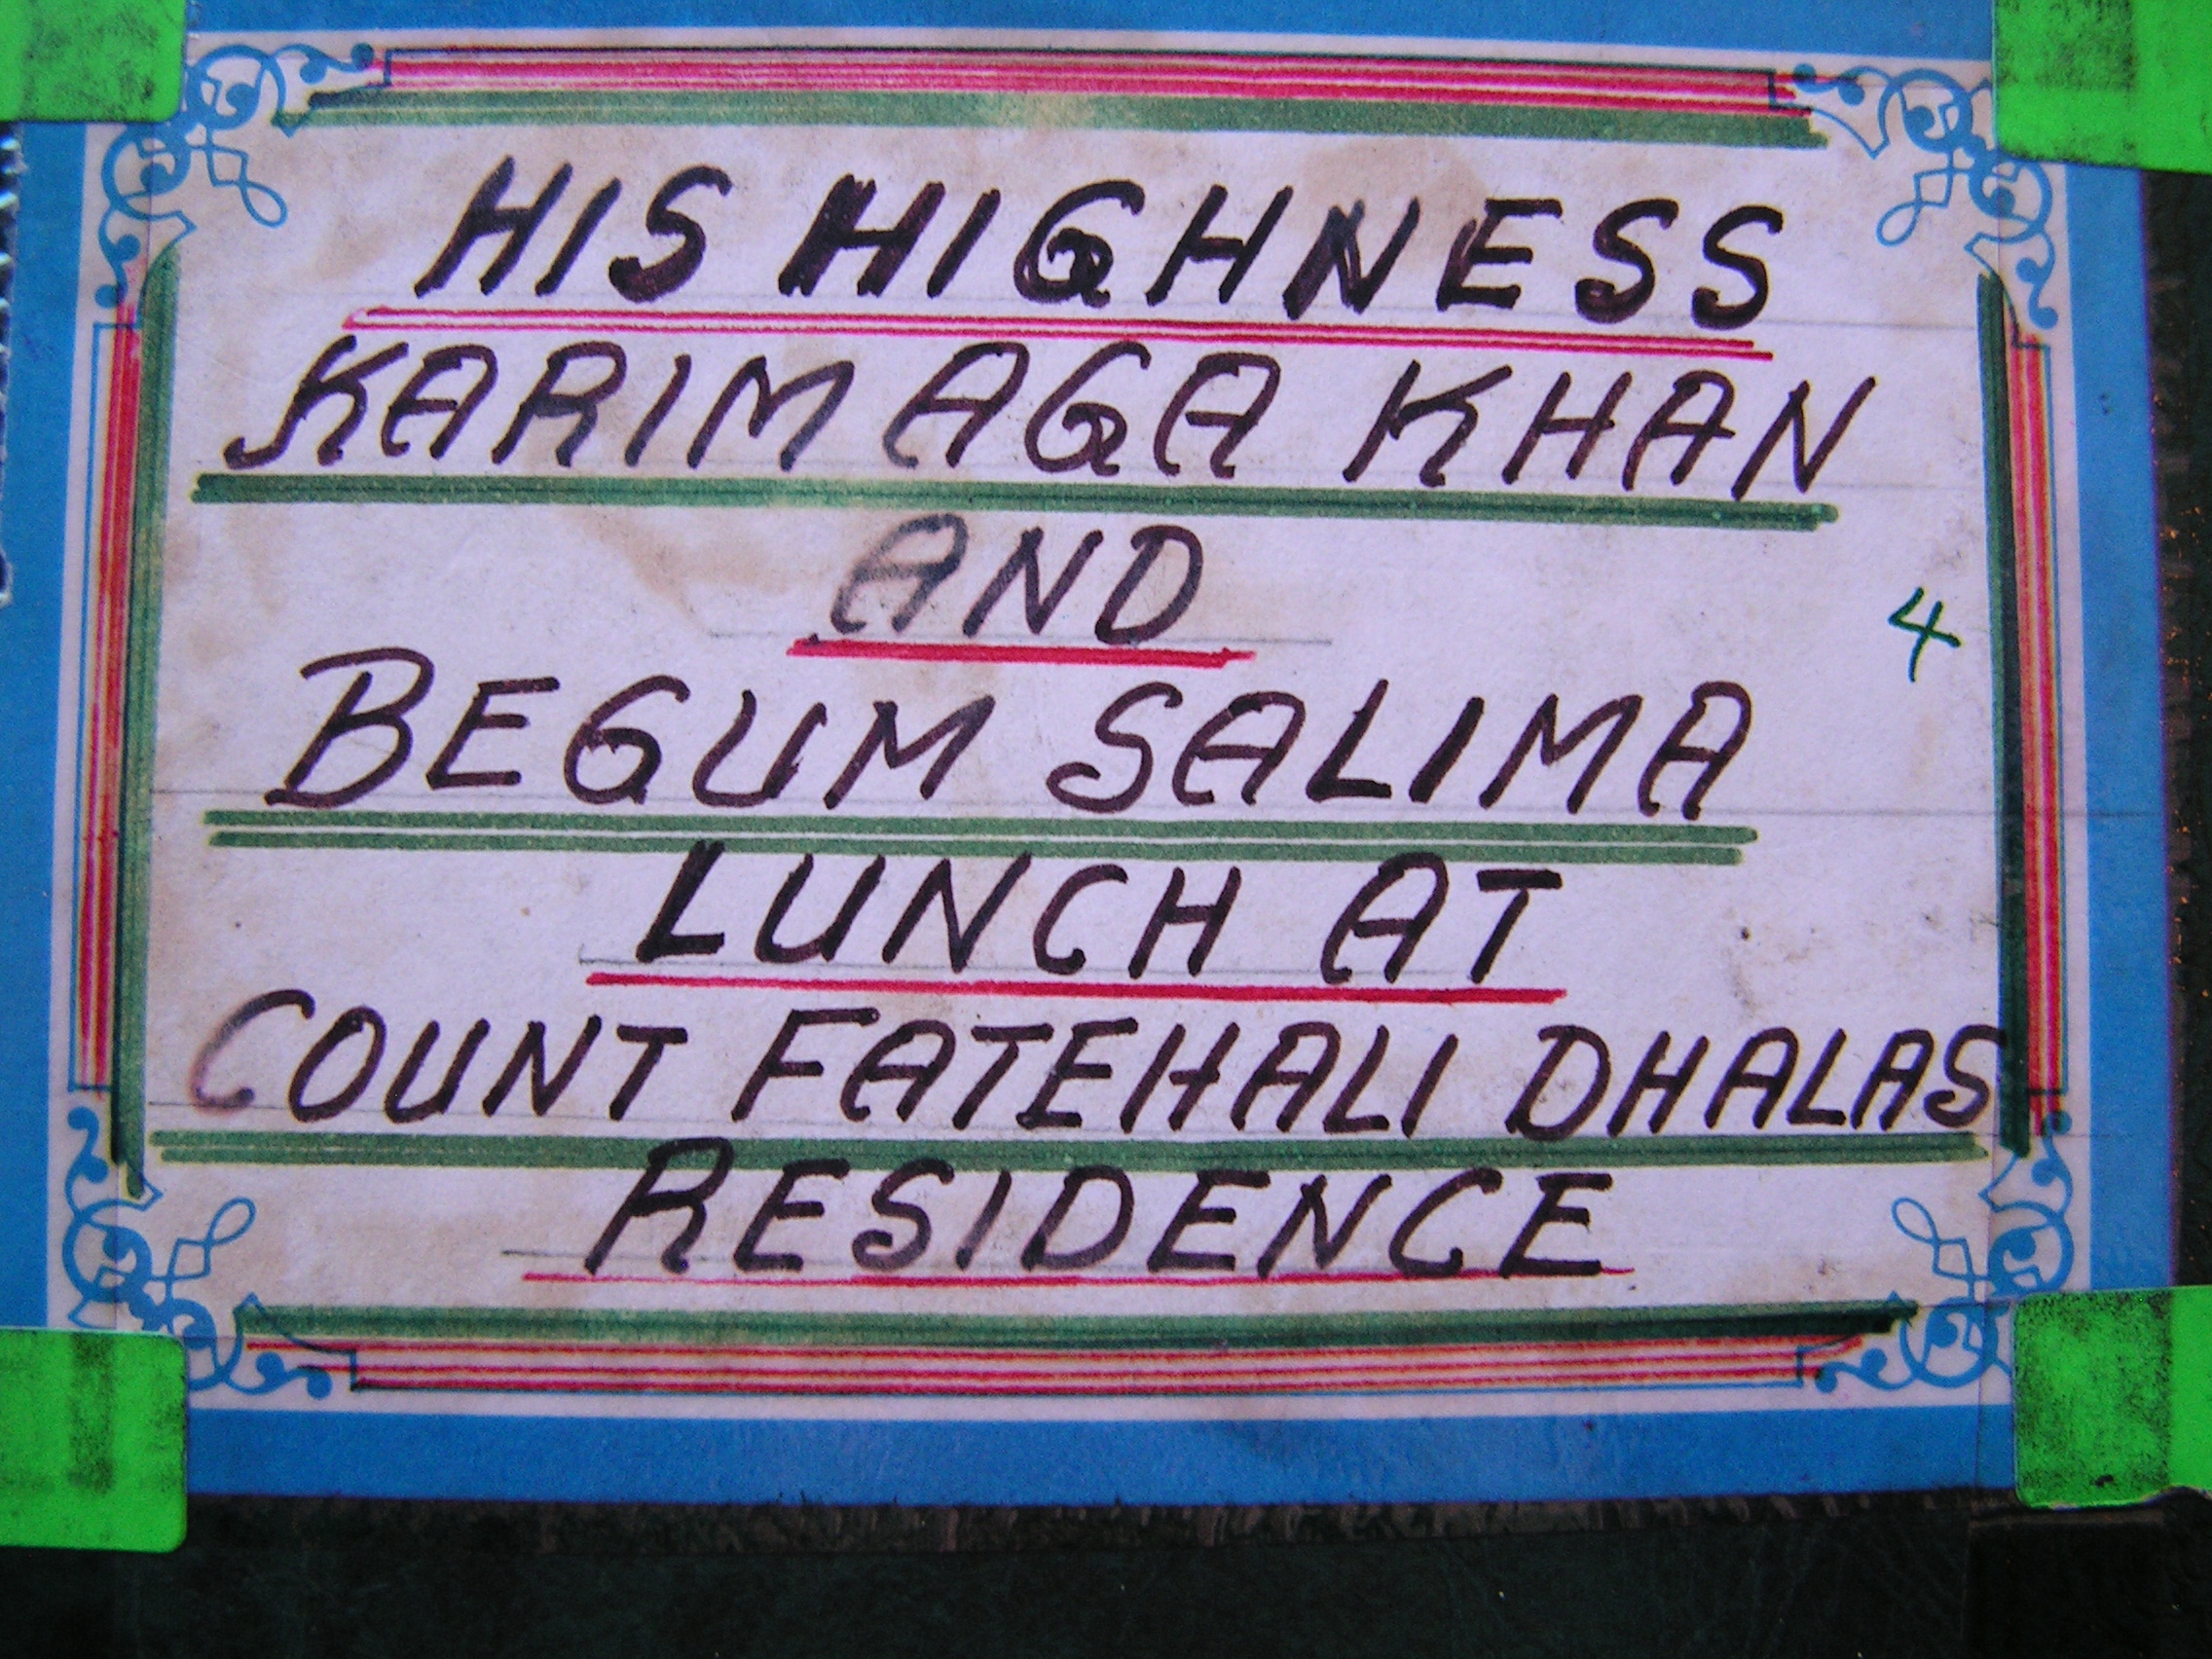 HIS HIGHNESS
KARIM AGA KHAN
AND
4
BEGUM SALIMA
LUNCH AT
COUNT FATEHALI DHALAS
RESIDENCE